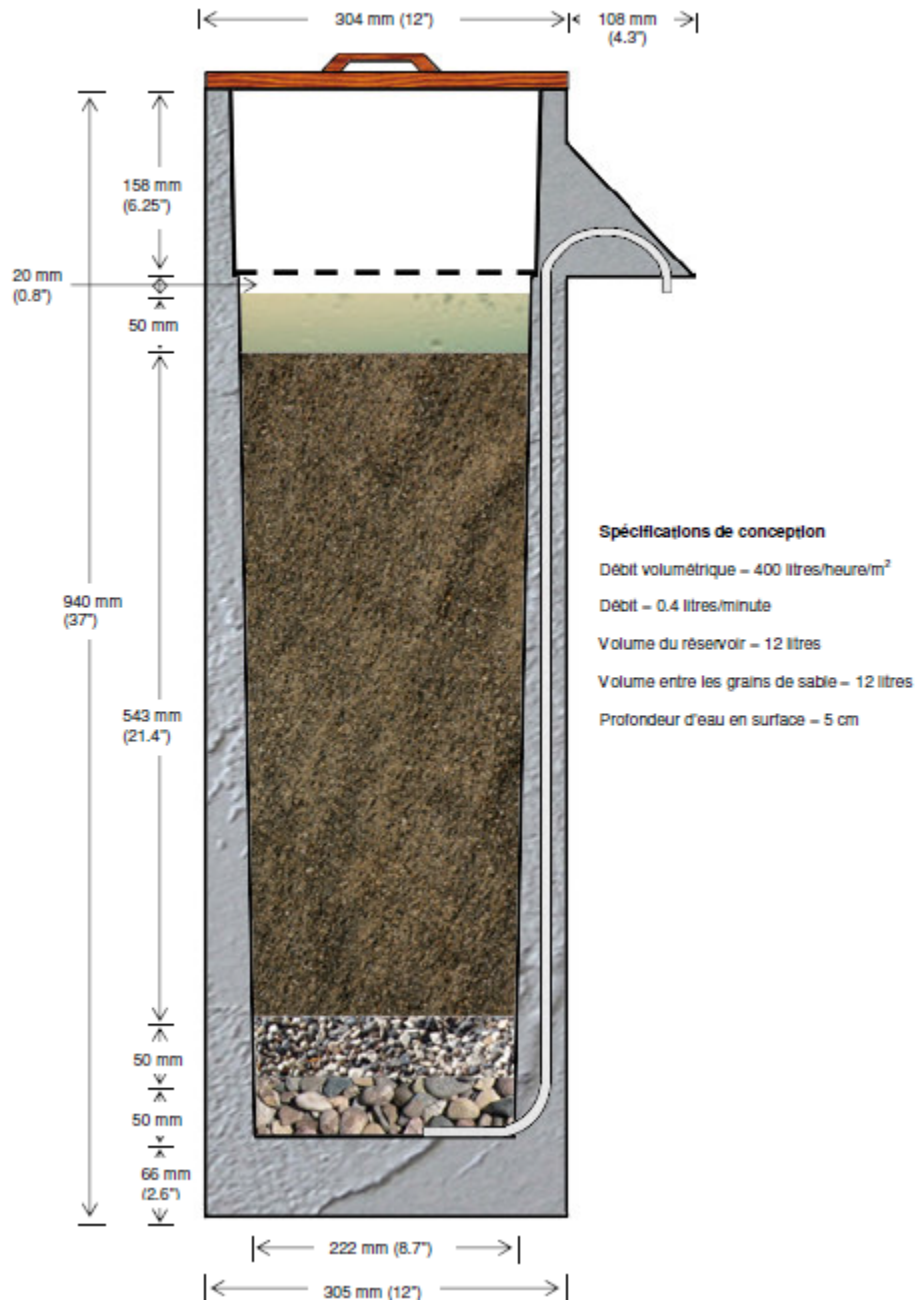 304 mm (12")
108 mm
(4.3")
158 mm
(6.25")
20 mm
(0.8")
50 mm
940 mm
(37")
543 mm
(21.4")
Spécifications de conception
Débit volumétrique = 400 litres/heure/m²
Débit = 0.4 litres/minute
Volume du réservoir = 12 litres
Volume entre les grains de sable = 12 litres
Profondeur d'eau en surface = 5 cm
50 mm
50 mm
66 mm
(2.6")
222 mm (8.7")
305 mm (12")